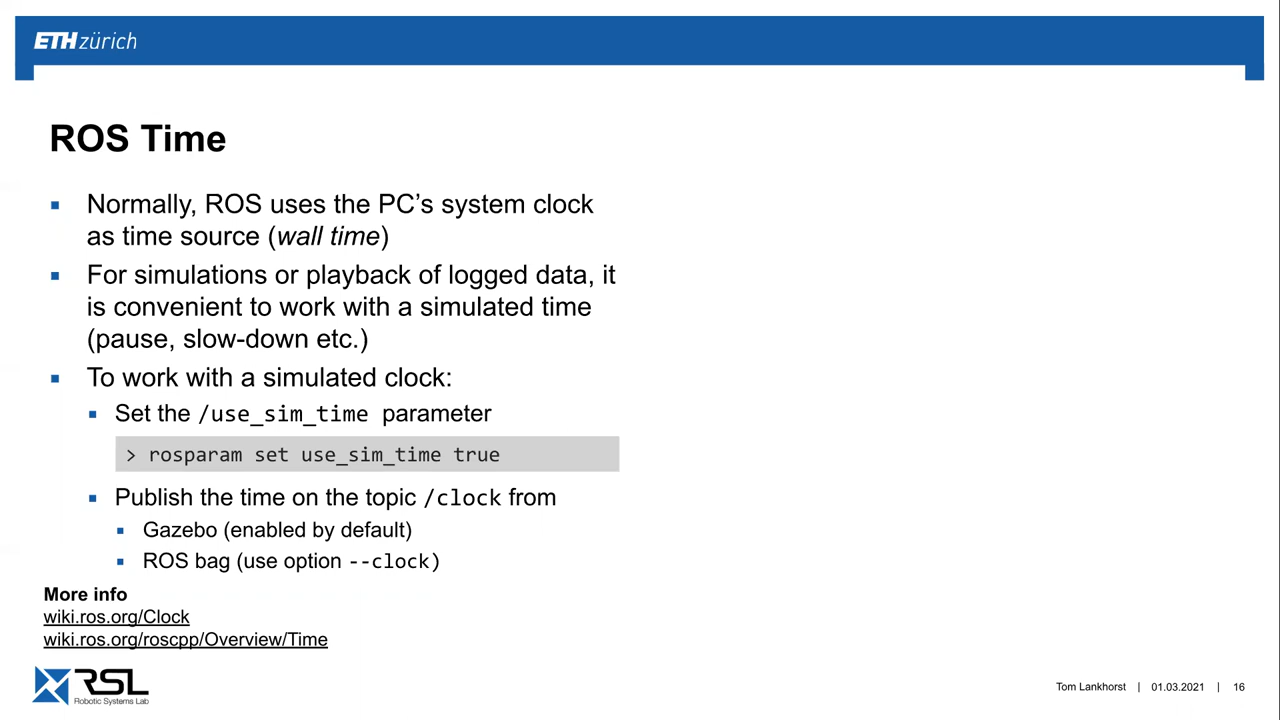 ETH zürich
ROS Time
Normally, ROS uses the PC’s system clock
as time source (wall time)
For simulations or playback of logged data, it
is convenient to work with a simulated time
(pause, slow-down etc.)
To work with a simulated clock:
Set the /use_sim_time parameter
> rosparam set use_sim_time true
Publish the time on the topic /clock from
Gazebo (enabled by default)
ROS bag (use option --clock)
More info
wiki.ros.org/Clock
wiki.ros.org/roscpp/Overview/Time
RSL
Robotic Systems Lab
Tom Lankhorst | 01.03.2021 | 16